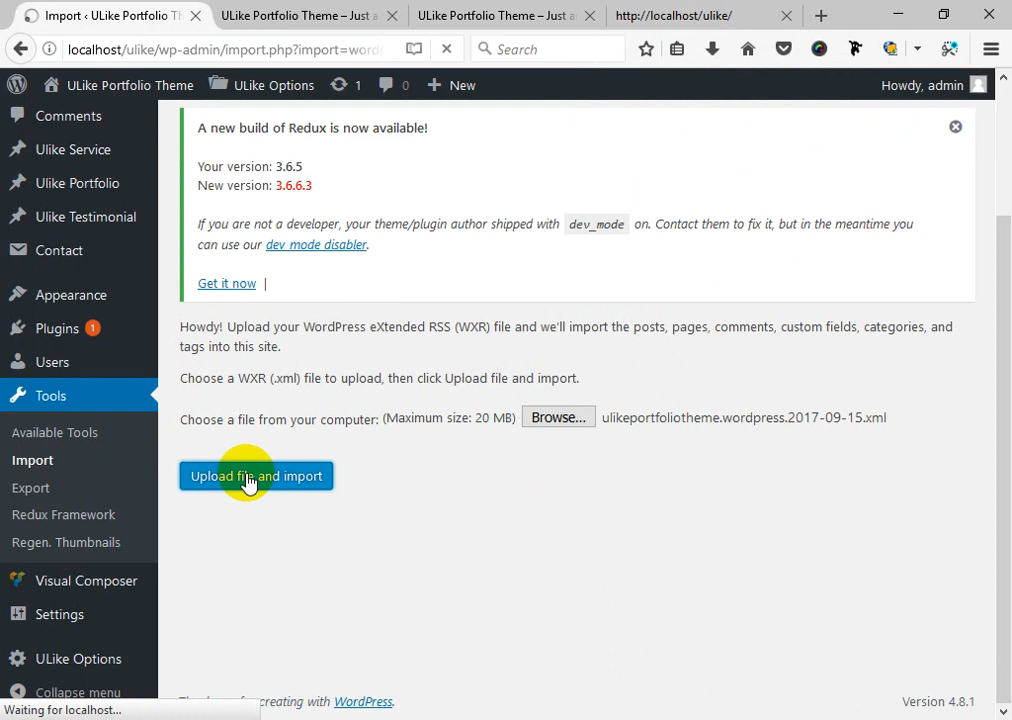 Import ‹ ULike Portfolio Th
ULike Portfolio Theme – Just a
ULike Portfolio Theme – Just a
http://localhost/ulike/
localhost/ulike/wp-admin/import.php?import=word
Search
ULike Portfolio Theme
ULike Options
1
0
New
Howdy, admin
Comments
Ulike Service
Ulike Portfolio
Ulike Testimonial
Contact
Appearance
Plugins 1
Users
Tools
Available Tools
Import
Export
Redux Framework
Regen. Thumbnails
Visual Composer
Settings
ULike Options
Collapse menu
Waiting for localhost...
A new build of Redux is now available!
Your version: 3.6.5
New version: 3.6.6.3
If you are not a developer, your theme/plugin author shipped with dev_mode on. Contact them to fix it, but in the meantime you
can use our dev mode disabler.
Get it now |
Howdy! Upload your WordPress eXtended RSS (WXR) file and we'll import the posts, pages, comments, custom fields, categories, and
tags into this site.
Choose a WXR (.xml) file to upload, then click Upload file and import.
Choose a file from your computer: (Maximum size: 20 MB) Browse... ulikeportfoliotheme.wordpress.2017-09-15.xml
Upload file and import
creating with WordPress.
Version 4.8.1